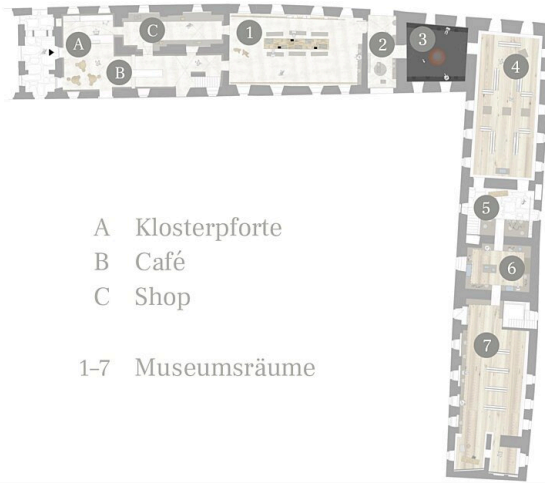 A
C
B
1
2
3
4
5
6
7
A Klosterpforte
B Café
C Shop
1–7 Museumsräume